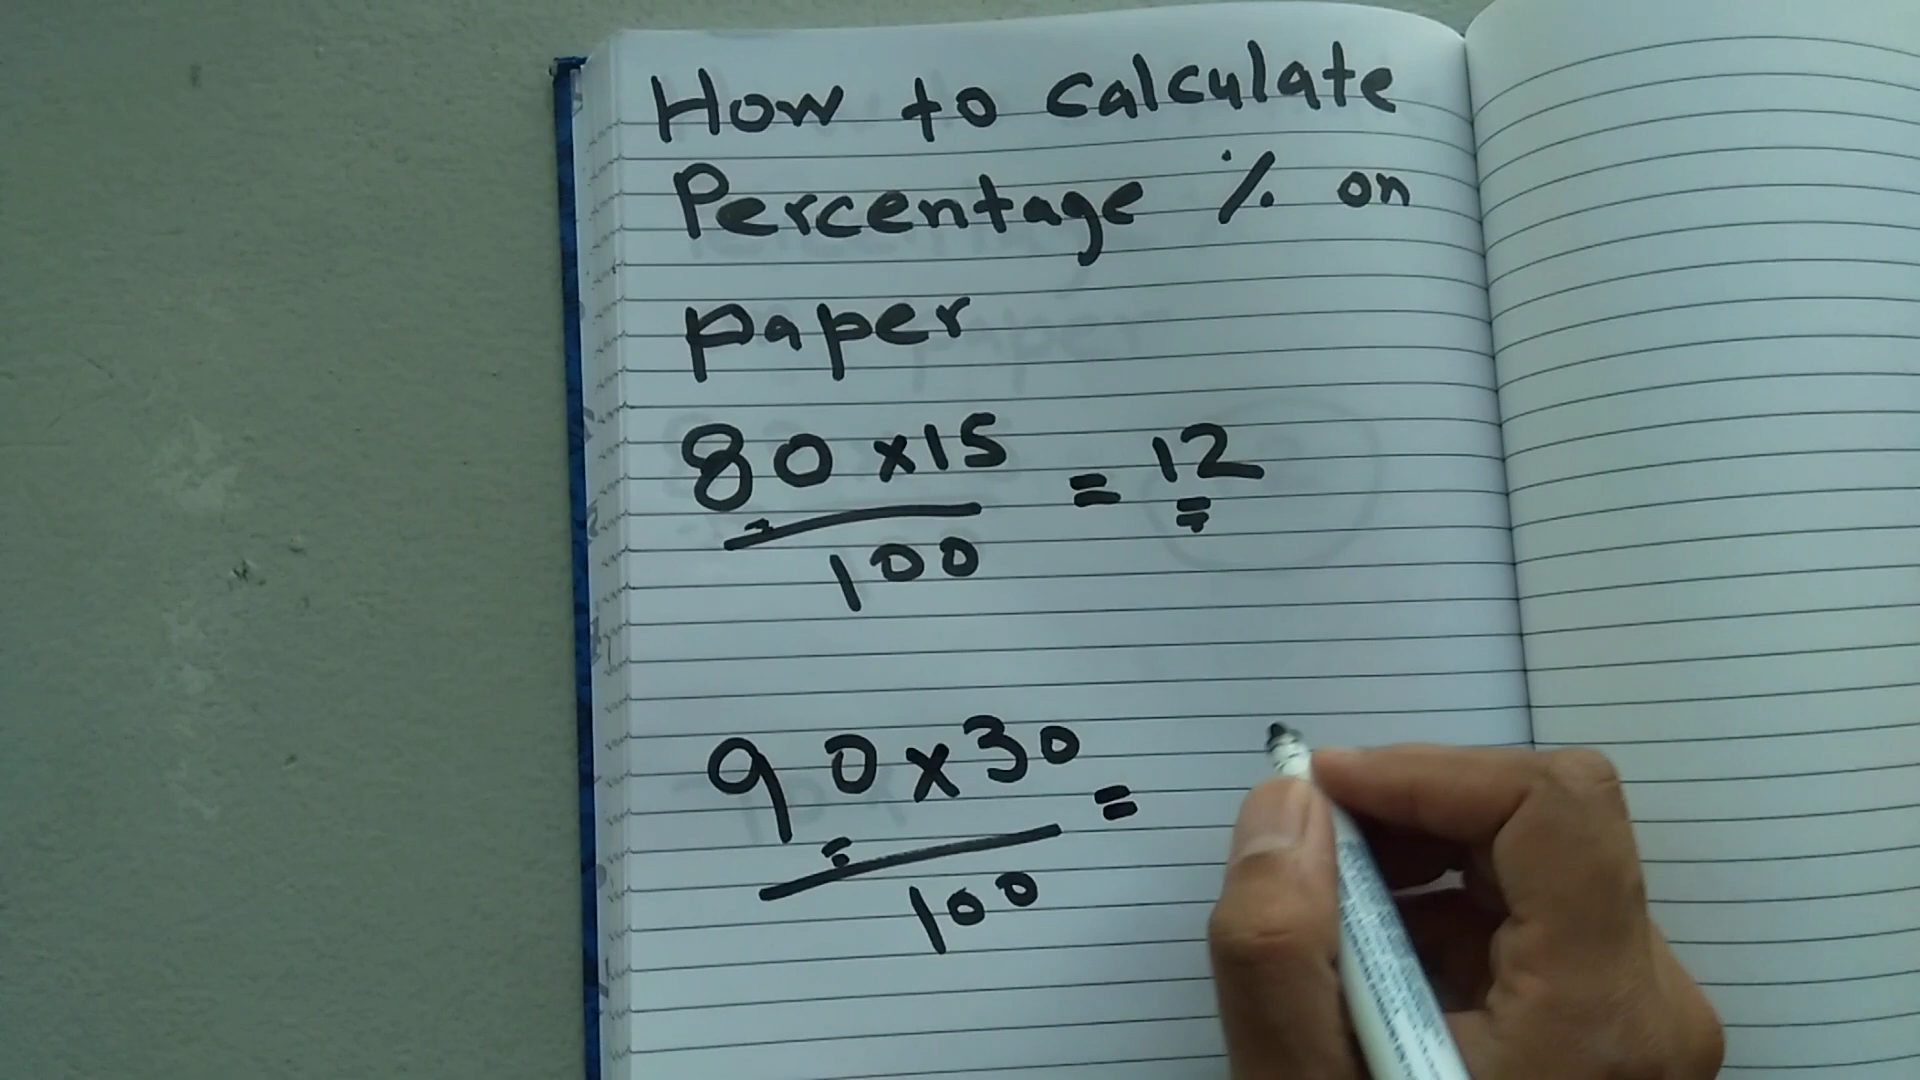 How to calculate
Percentage % on
paper
80 x 15
= 12
100
90 x 30
=
100